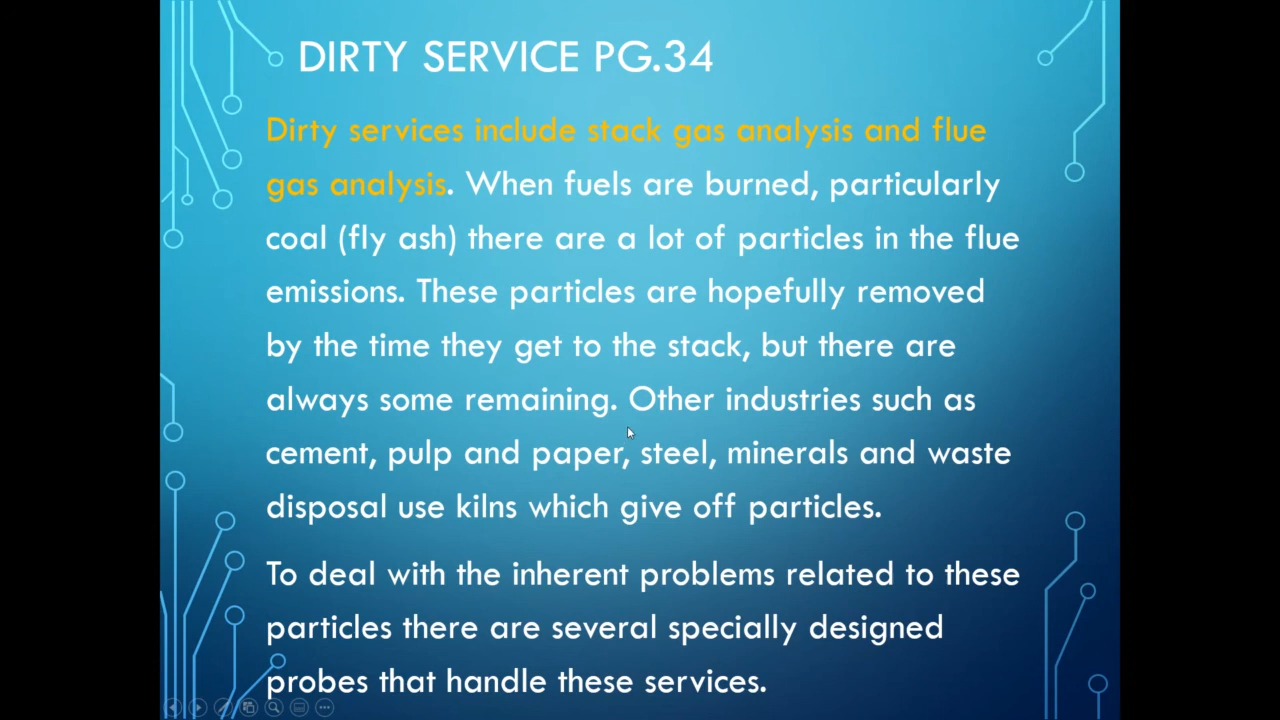 DIRTY SERVICE PG.34
Dirty services include stack gas analysis and flue
gas analysis. When fuels are burned, particularly
coal (fly ash) there are a lot of particles in the flue
emissions. These particles are hopefully removed
by the time they get to the stack, but there are
always some remaining. Other industries such as
cement, pulp and paper, steel, minerals and waste
disposal use kilns which give off particles.
To deal with the inherent problems related to these
particles there are several specially designed
probes that handle these services.